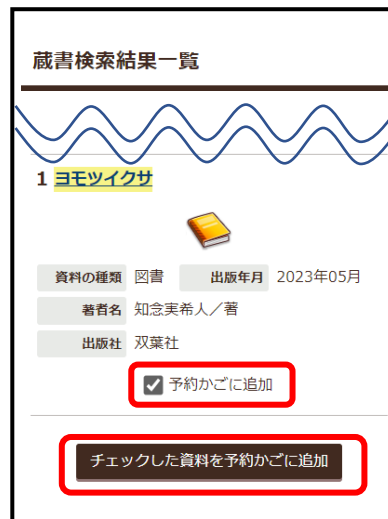 蔵書検索結果一覧
1 ヨモツイクサ
資料の種類 図書 出版年月 2023年05月
著者名 知念実希人／著
出版社 双葉社
予約かごに追加
チェックした資料を予約かごに追加